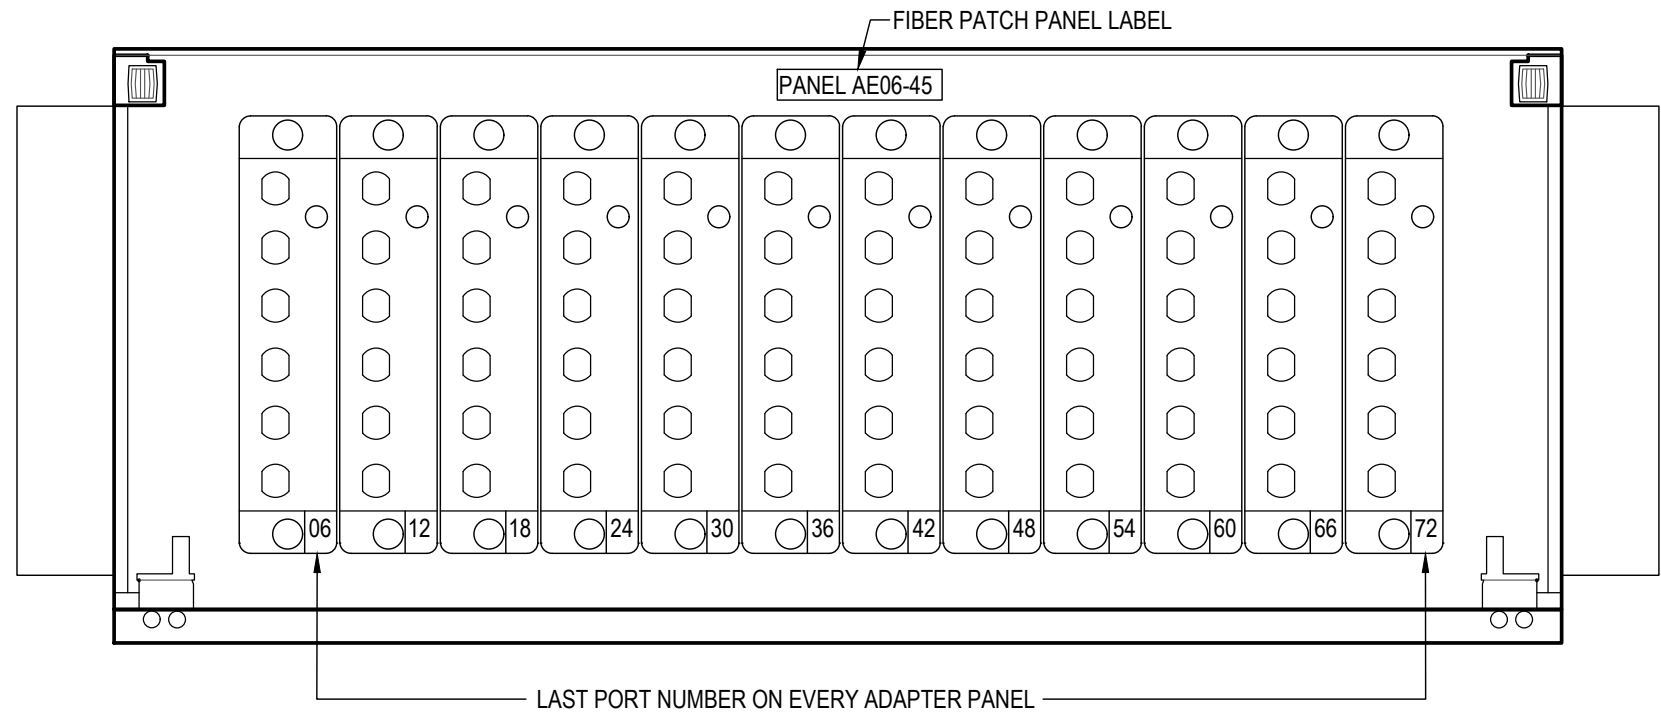 FIBER PATCH PANEL LABEL
PANEL AE06-45
06 12 18 24 30 36 42 48 54 60 66 72
LAST PORT NUMBER ON EVERY ADAPTER PANEL